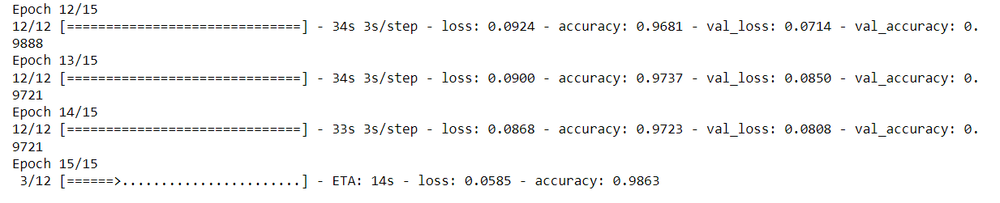 Epoch 12/15
12/12 [==============================] - 34s 3s/step - loss: 0.0924 - accuracy: 0.9681 - val_loss: 0.0714 - val_accuracy: 0.
9888
Epoch 13/15
12/12 [==============================] - 34s 3s/step - loss: 0.0900 - accuracy: 0.9737 - val_loss: 0.0850 - val_accuracy: 0.
9721
Epoch 14/15
12/12 [==============================] - 33s 3s/step - loss: 0.0868 - accuracy: 0.9723 - val_loss: 0.0808 - val_accuracy: 0.
9721
Epoch 15/15
3/12 [======>.......................] - ETA: 14s - loss: 0.0585 - accuracy: 0.9863